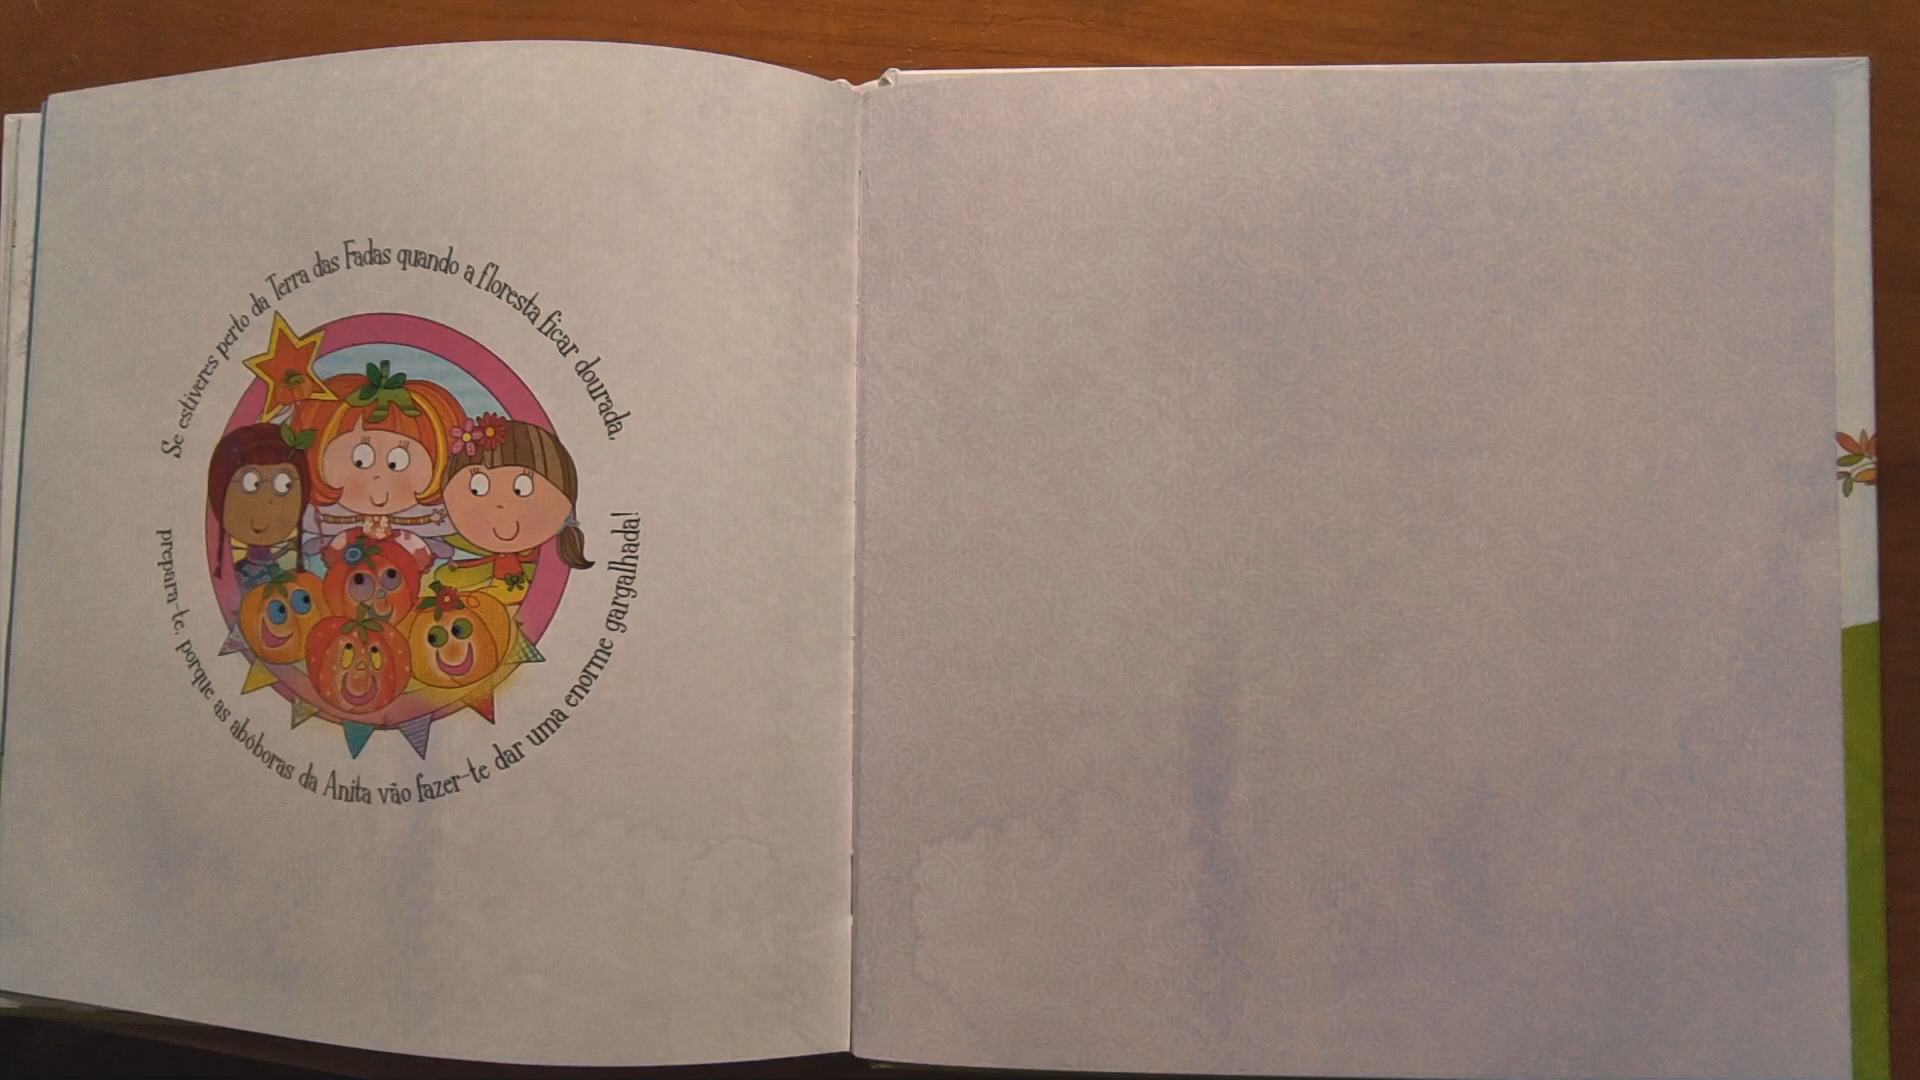 Se estiveres perto da Terra das Fadas quando a floresta ficar dourada,
prepara-te, porque as abóboras da Anita vão fazer-te dar uma enorme gargalhada!